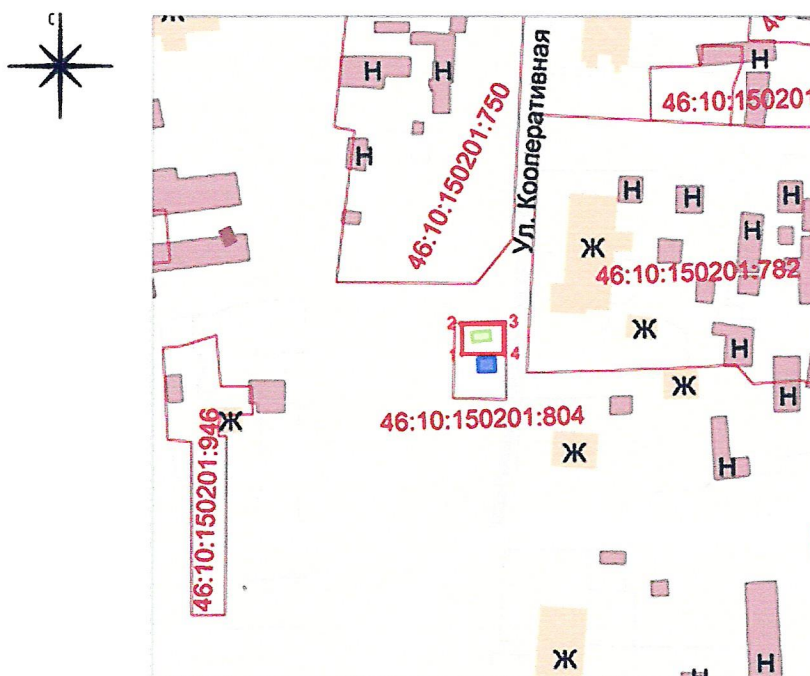 С
Ж
Н Н Н
46:10:150201
46:10:150201:750
Ул. Кооперативная
Н
Н Н Н
Н
Ж
46:10:150201:782
2 3
1 4
Ж
Н
Ж
Н
46:10:150201:804
Ж
46:10:150201:946
Ж
Н
Ж
Н
Н